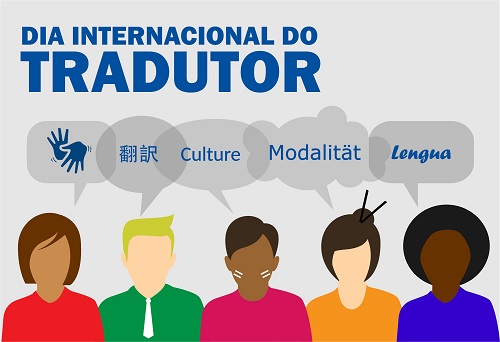 DIA INTERNACIONAL DO
TRADUTOR
翻訳 Culture Modalität Lengua